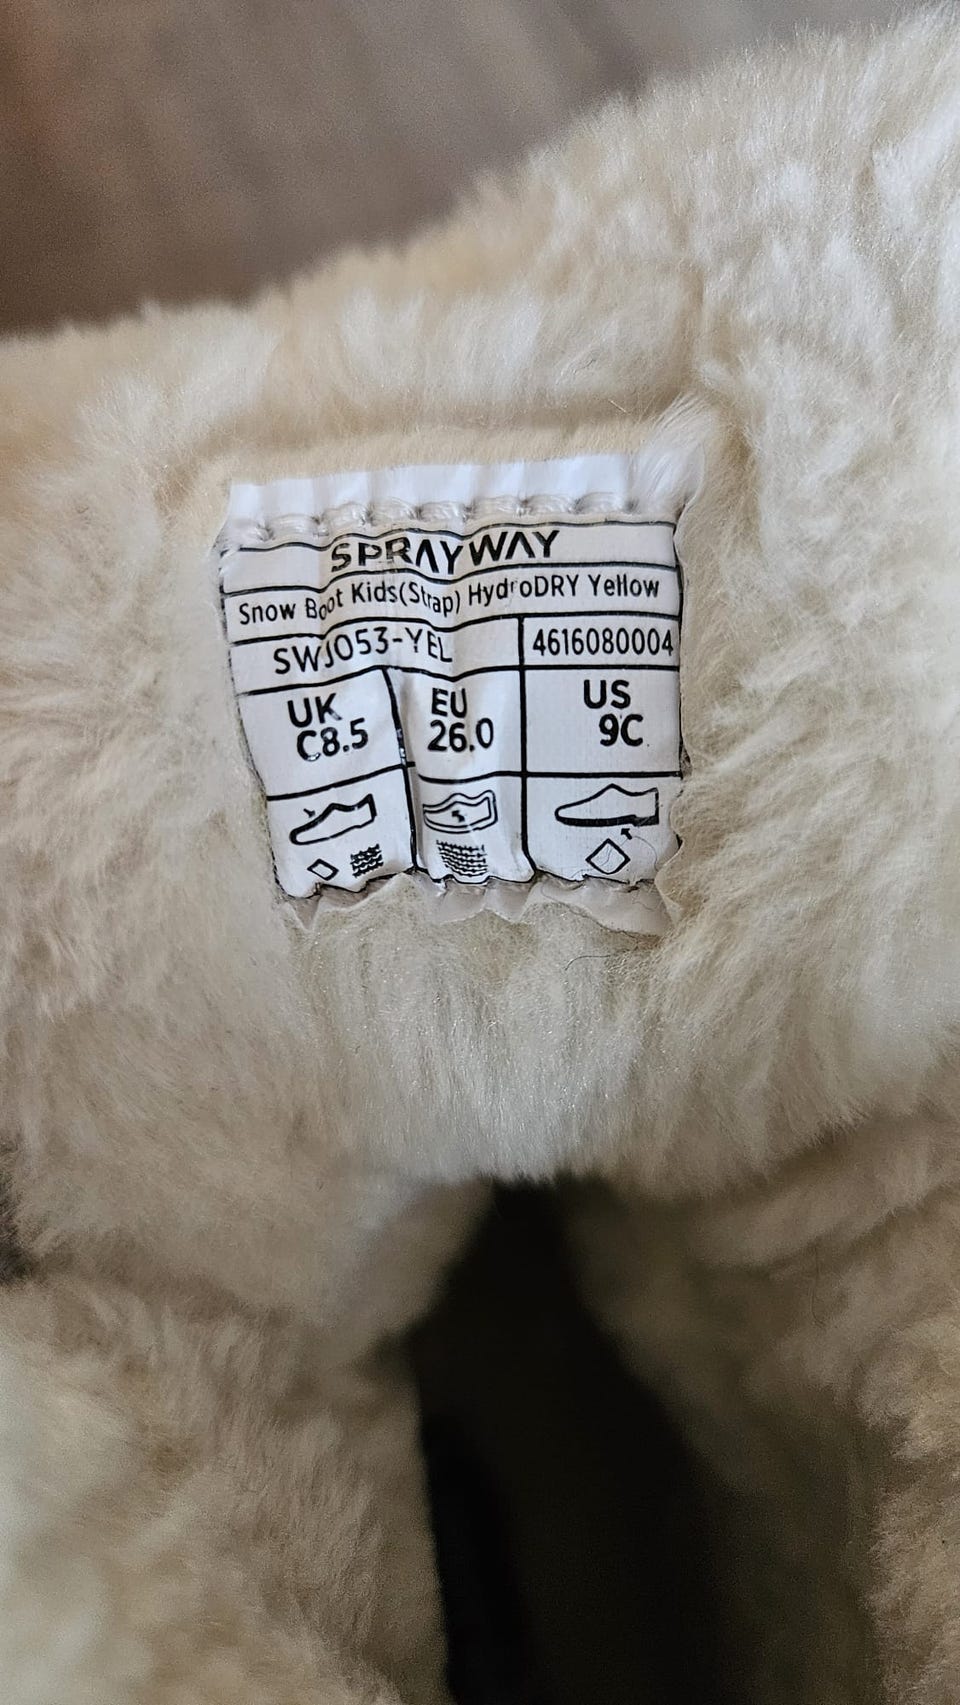 SPRAYWAY
Snow Boot Kids(Strap) HydroDRY Yellow
SWJ053-YEL 4616080004
UK EU US
C8.5 26.0 9C